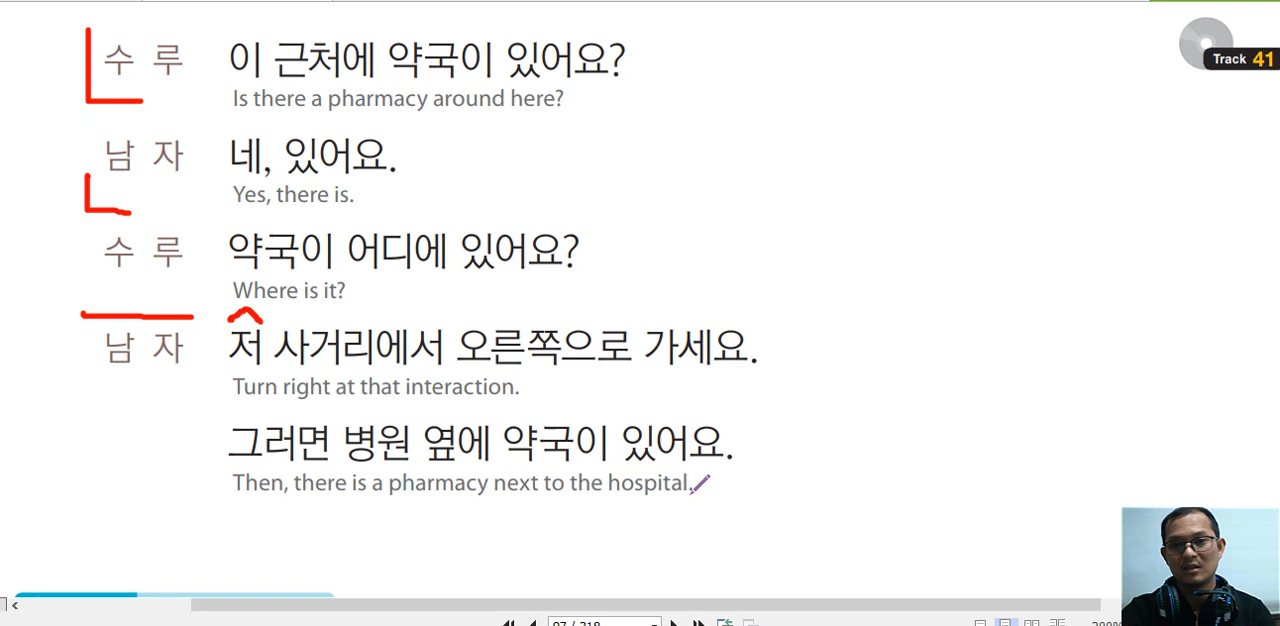 수 루 이 근처에 약국이 있어요?
Is there a pharmacy around here?
Track 41
남 자 네, 있어요.
Yes, there is.
수 루 약국이 어디에 있어요?
Where is it?
남 자 저 사거리에서 오른쪽으로 가세요.
Turn right at that interaction.
그러면 병원 옆에 약국이 있어요.
Then, there is a pharmacy next to the hospital.
97 / 318